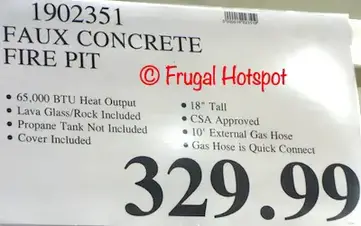 1902351
FAUX CONCRETE
FIRE PIT
© Frugal Hotspot
• 65,000 BTU Heat Output
• Lava Glass/Rock Included
• Propane Tank Not Included
• Cover Included
• 18" Tall
• CSA Approved
• 10' External Gas Hose
• Gas Hose is Quick Connect
329.99